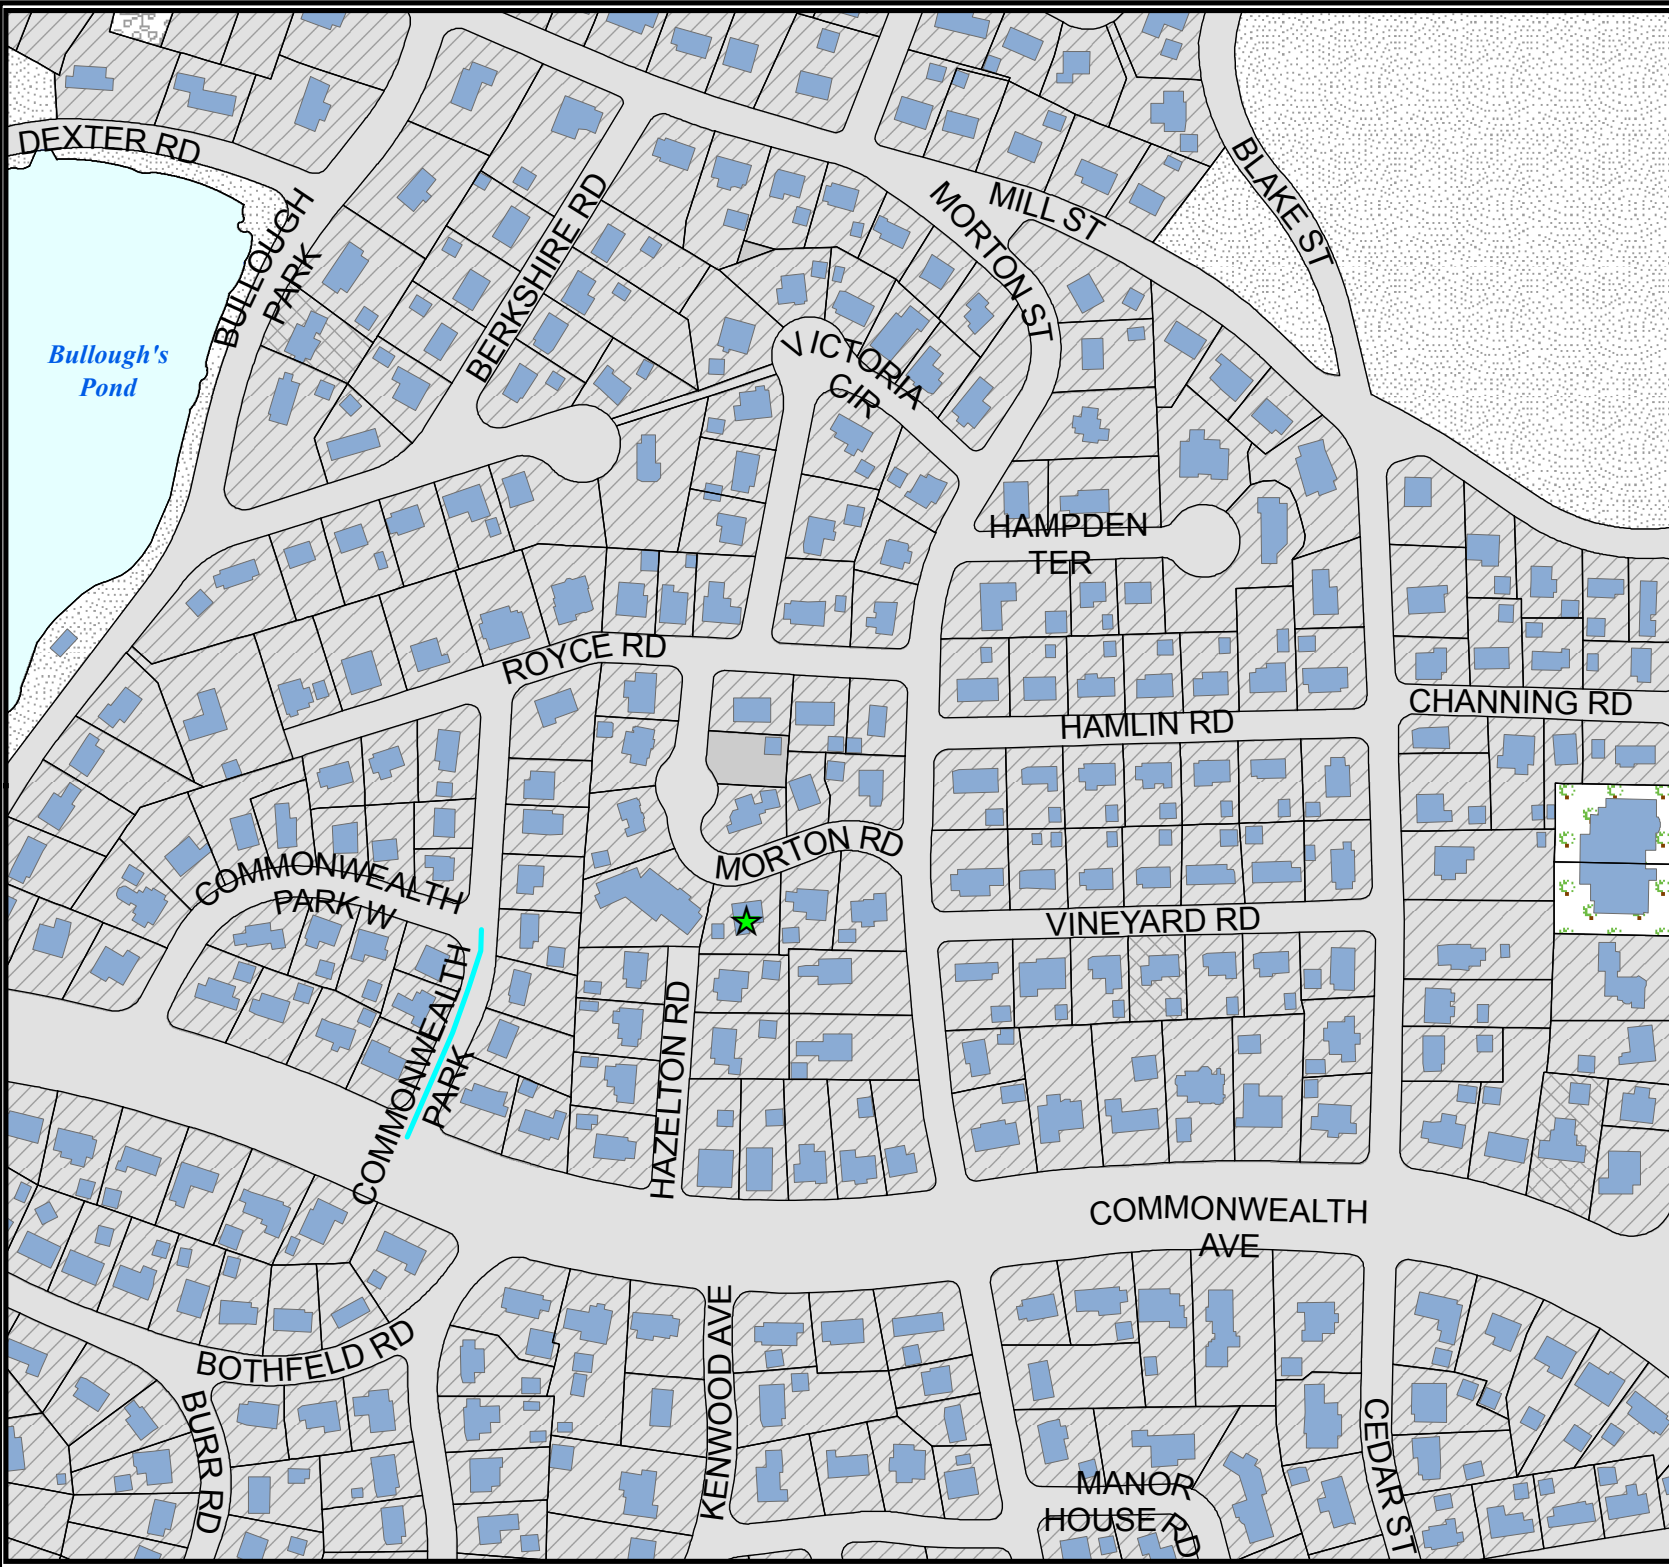 DEXTER RD
BULLOUGH
PARK
BERKSHIRE RD
MORTON ST
MILL ST
BLAKE ST
Bullough's
Pond
VICTORIA
CIR
HAMPDEN
TER
ROYCE RD
CHANNING RD
HAMLIN RD
MORTON RD
COMMONWEALTH
PARK W
VINEYARD RD
COMMONWEALTH
PARK
HAZELTON RD
COMMONWEALTH
AVE
BOTHFELD RD
KENWOOD AVE
BURR RD
CEDAR ST
MANOR
HOUSE RD